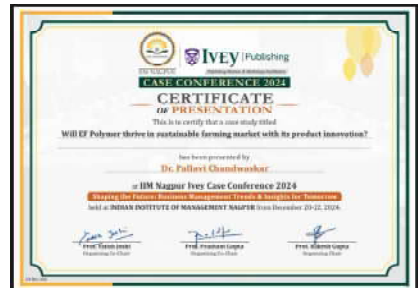 IIM NAGPUR
IVEY | Publishing
CASE CONFERENCE 2024
CERTIFICATE
OF PRESENTATION
This is to certify that a case study titled
Will EF Polymer thrive in sustainable farming market with its product innovation?
has been presented by
Dr. Pallavi Chandwaskar
at IIM Nagpur Ivey Case Conference 2024
Shaping the Future: Business Management Trends & Insights for Tomorrow
held at INDIAN INSTITUTE OF MANAGEMENT NAGPUR from December 20-22, 2024.
Prof. Prashant Gupta
Prof. Rakesh Gupta
Organizing Co-Chair
Organizing Co-Chair
Organizing Co-Chair